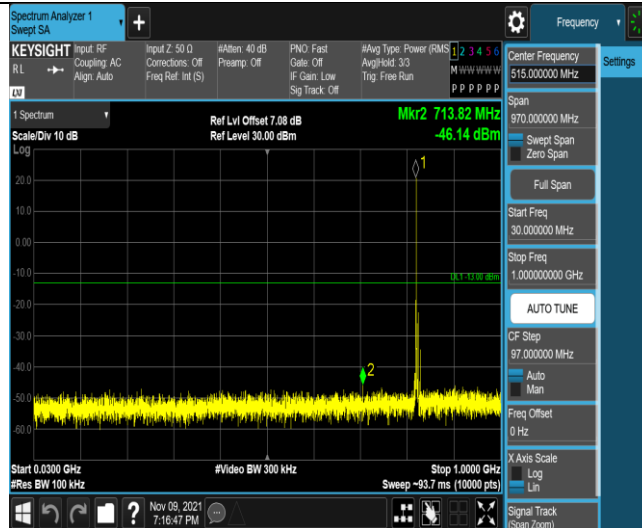 Spectrum Analyzer 1
Swept SA
Frequency
KEYSIGHT
Input: RF
Input Z: 50 Ω
#Atten: 40 dB
PNO: Fast
#Avg Type: Power (RMS
1 2 3 4 5 6
RL
Coupling: AC
Corrections: Off
Preamp: Off
Gate: Off
Avg|Hold: 3/3
M W W W W W
Align: Auto
Freq Ref: Int (S)
IF Gain: Low
Trig: Free Run
Sig Track: Off
P P P P P P
LXI
1 Spectrum
Scale/Div 10 dB
Ref Lvl Offset 7.08 dB
Ref Level 30.00 dBm
Mkr2 713.82 MHz
-46.14 dBm
Log
20.0
10.0
0.00
-10.0
-20.0
-30.0
-40.0
-50.0
-60.0
1
DL1 -13.00 dBm
2
Start 0.0300 GHz
#Video BW 300 kHz
Stop 1.0000 GHz
#Res BW 100 kHz
Sweep ~93.7 ms (10000 pts)
Nov 09, 2021
7:16:47 PM
?
Center Frequency
515.000000 MHz
Settings
Span
970.000000 MHz
Swept Span
Zero Span
Full Span
Start Freq
30.000000 MHz
Stop Freq
1.000000000 GHz
AUTO TUNE
CF Step
97.000000 MHz
Auto
Man
Freq Offset
0 Hz
X Axis Scale
Log
Lin
Signal Track
(Span Zoom)